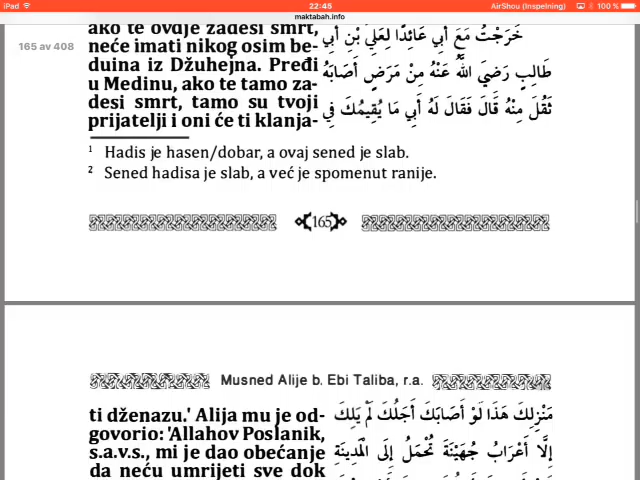 iPad 22:45 AirShou (Inspelning) 100 %
maktabah.info
165 av 408
ako te ovdje zadesi smrt,
neće imati nikog osim be-
duina iz Džuhejna. Pređi
u Medinu, ako te tamo za-
desi smrt, tamo su tvoji
prijatelji i oni će ti klanja-
خَرَجْتُ مَعَ أَبِي عَائِدًا لِعَلِيِّ بْنِ أَبِي
طَالِبٍ رَضِيَ اللَّهُ عَنْهُ مِنْ مَرَضٍ أَصَابَهُ
ثَقُلَ مِنْهُ قَالَ فَقَالَ لَهُ أَبِي مَا يُقِيمُكَ فِي
1 Hadis je hasen/dobar, a ovaj sened je slab.
2 Sened hadisa je slab, a već je spomenut ranije.
165
Musned Alije b. Ebi Taliba, r.a.
ti dženazu.' Alija mu je od-
govorio: 'Allahov Poslanik,
s.a.v.s., mi je dao obećanje
da neću umrijeti sve dok
مَنْزِلِكَ هَذَا لَوْ أَصَابَكَ أَجَلُكَ لَمْ يَلِكَ
إِلَّا أَعْرَابُ جُهَيْنَةَ تُحْمَلُ إِلَى الْمَدِينَةِ